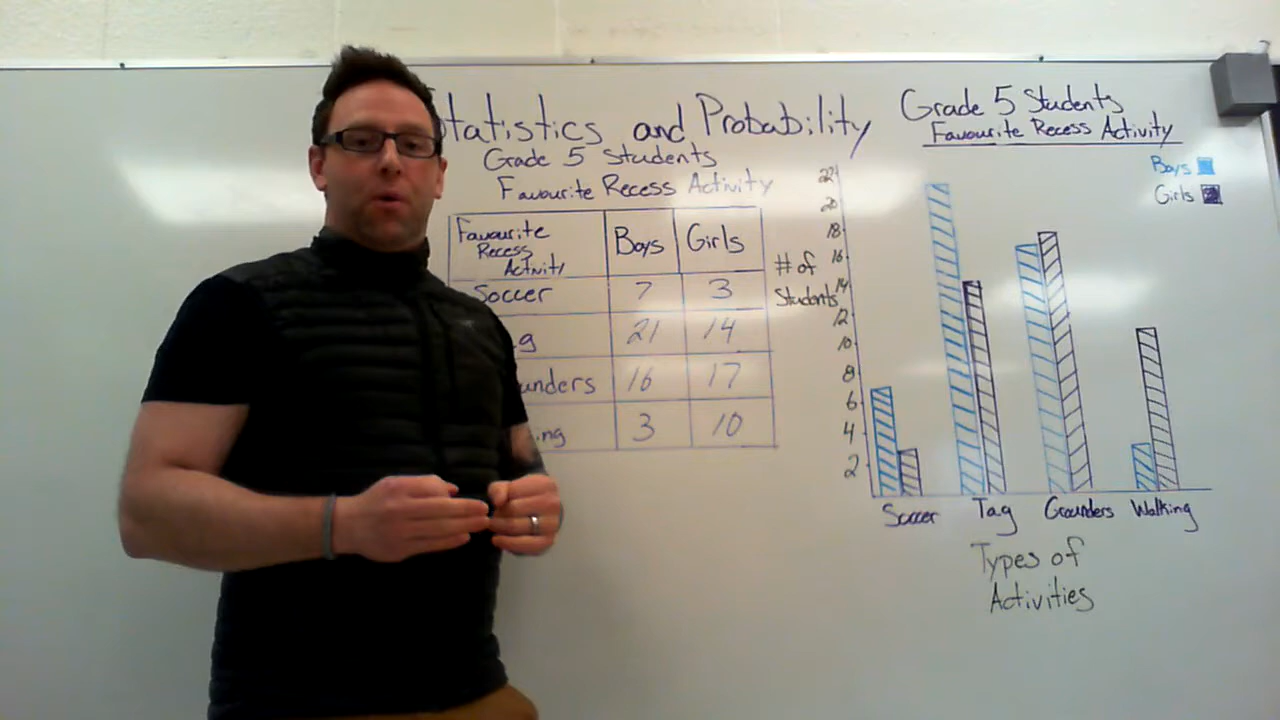 Statistics and Probability
Grade 5 Students
Favourite Recess Activity
Favourite Boys Girls
Recess
Activity
Soccer 7 3
21 14
16 17
3 10
Grade 5 Students
Favourite Recess Activity
Boys
Girls
# of
Students
22
20
18
16
14
12
10
8
6
4
2
Soccer Tag Grounders Walking
Types of
Activities